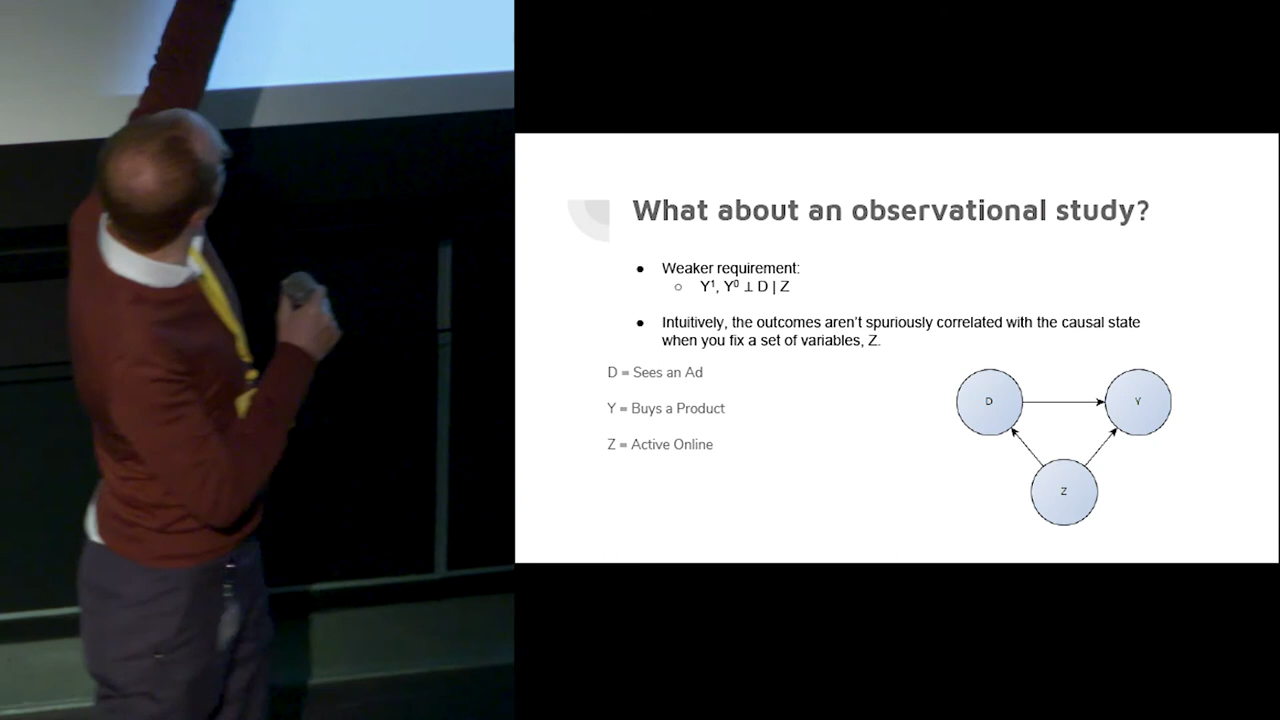 What about an observational study?
● Weaker requirement:
○ Y¹, Y⁰ ⊥ D | Z
● Intuitively, the outcomes aren’t spuriously correlated with the causal state
when you fix a set of variables, Z.
D = Sees an Ad
Y = Buys a Product
Z = Active Online
D
Y
Z